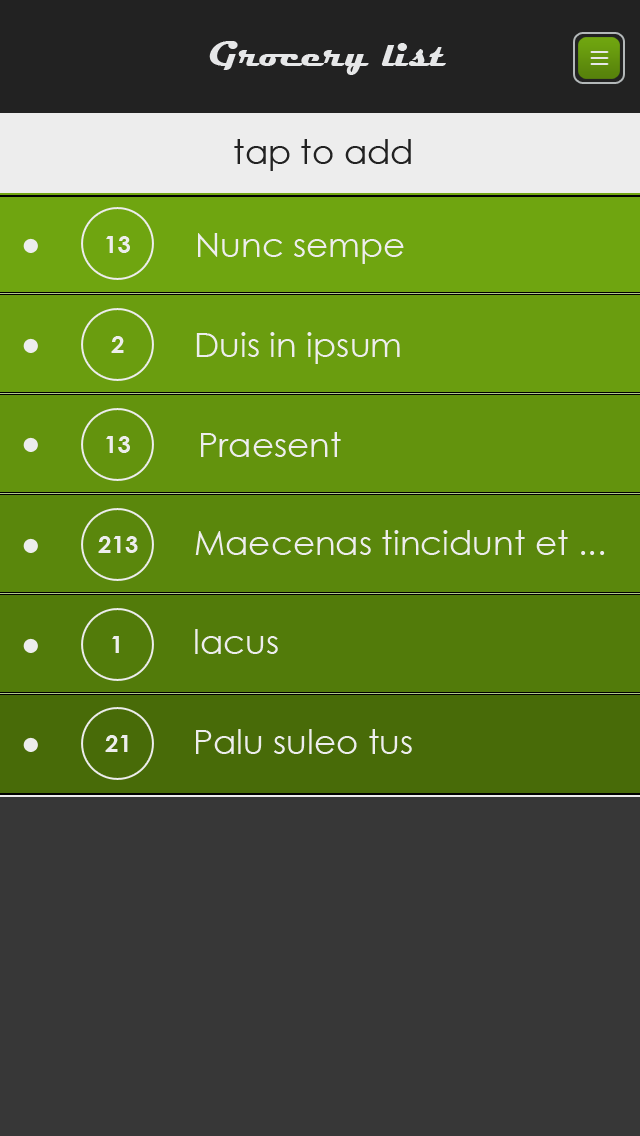 Grocery list
tap to add
13 Nunc sempe
2 Duis in ipsum
13 Praesent
213 Maecenas tincidunt et ...
1 lacus
21 Palu suleo tus